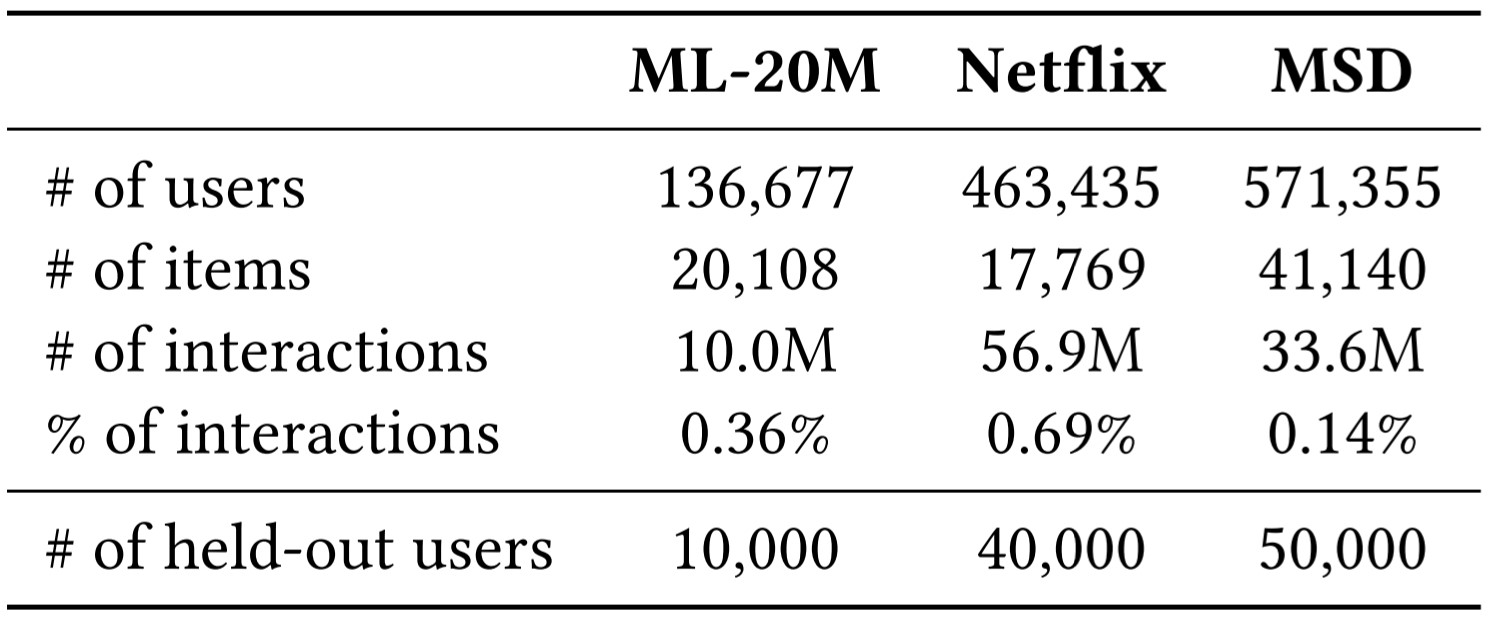 ML-20M Netflix MSD
# of users 136,677 463,435 571,355
# of items 20,108 17,769 41,140
# of interactions 10.0M 56.9M 33.6M
% of interactions 0.36% 0.69% 0.14%
# of held-out users 10,000 40,000 50,000